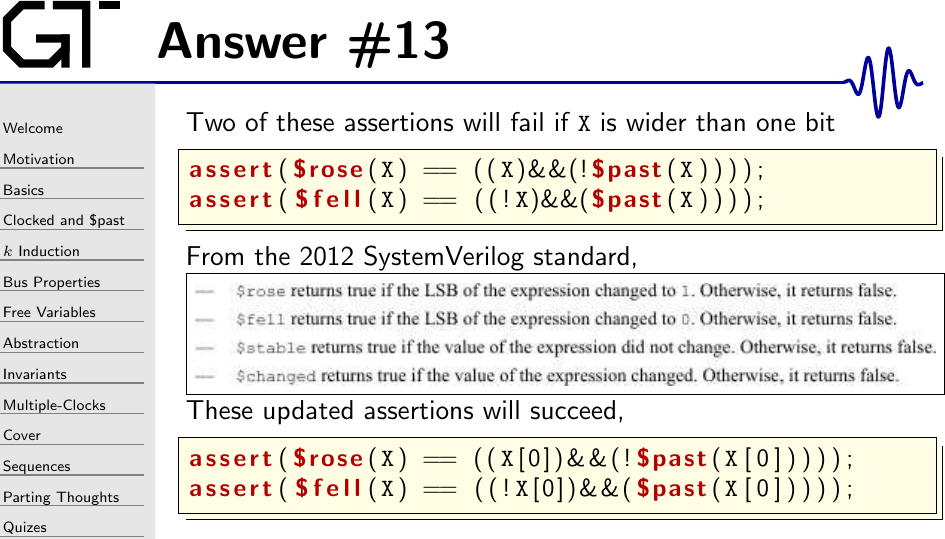 GT
Answer #13
Welcome
Motivation
Basics
Clocked and $past
k Induction
Bus Properties
Free Variables
Abstraction
Invariants
Multiple-Clocks
Cover
Sequences
Parting Thoughts
Quizes
Two of these assertions will fail if X is wider than one bit
assert($rose(X) == ((X)&&(!$past(X))));
assert($fell(X) == ((!X)&&($past(X))));
From the 2012 SystemVerilog standard,
— $rose returns true if the LSB of the expression changed to 1. Otherwise, it returns false.
— $fell returns true if the LSB of the expression changed to 0. Otherwise, it returns false.
— $stable returns true if the value of the expression did not change. Otherwise, it returns false.
— $changed returns true if the value of the expression changed. Otherwise, it returns false.
These updated assertions will succeed,
assert($rose(X) == ((X[0])&&(!$past(X[0]))));
assert($fell(X) == ((!X[0])&&($past(X[0]))));